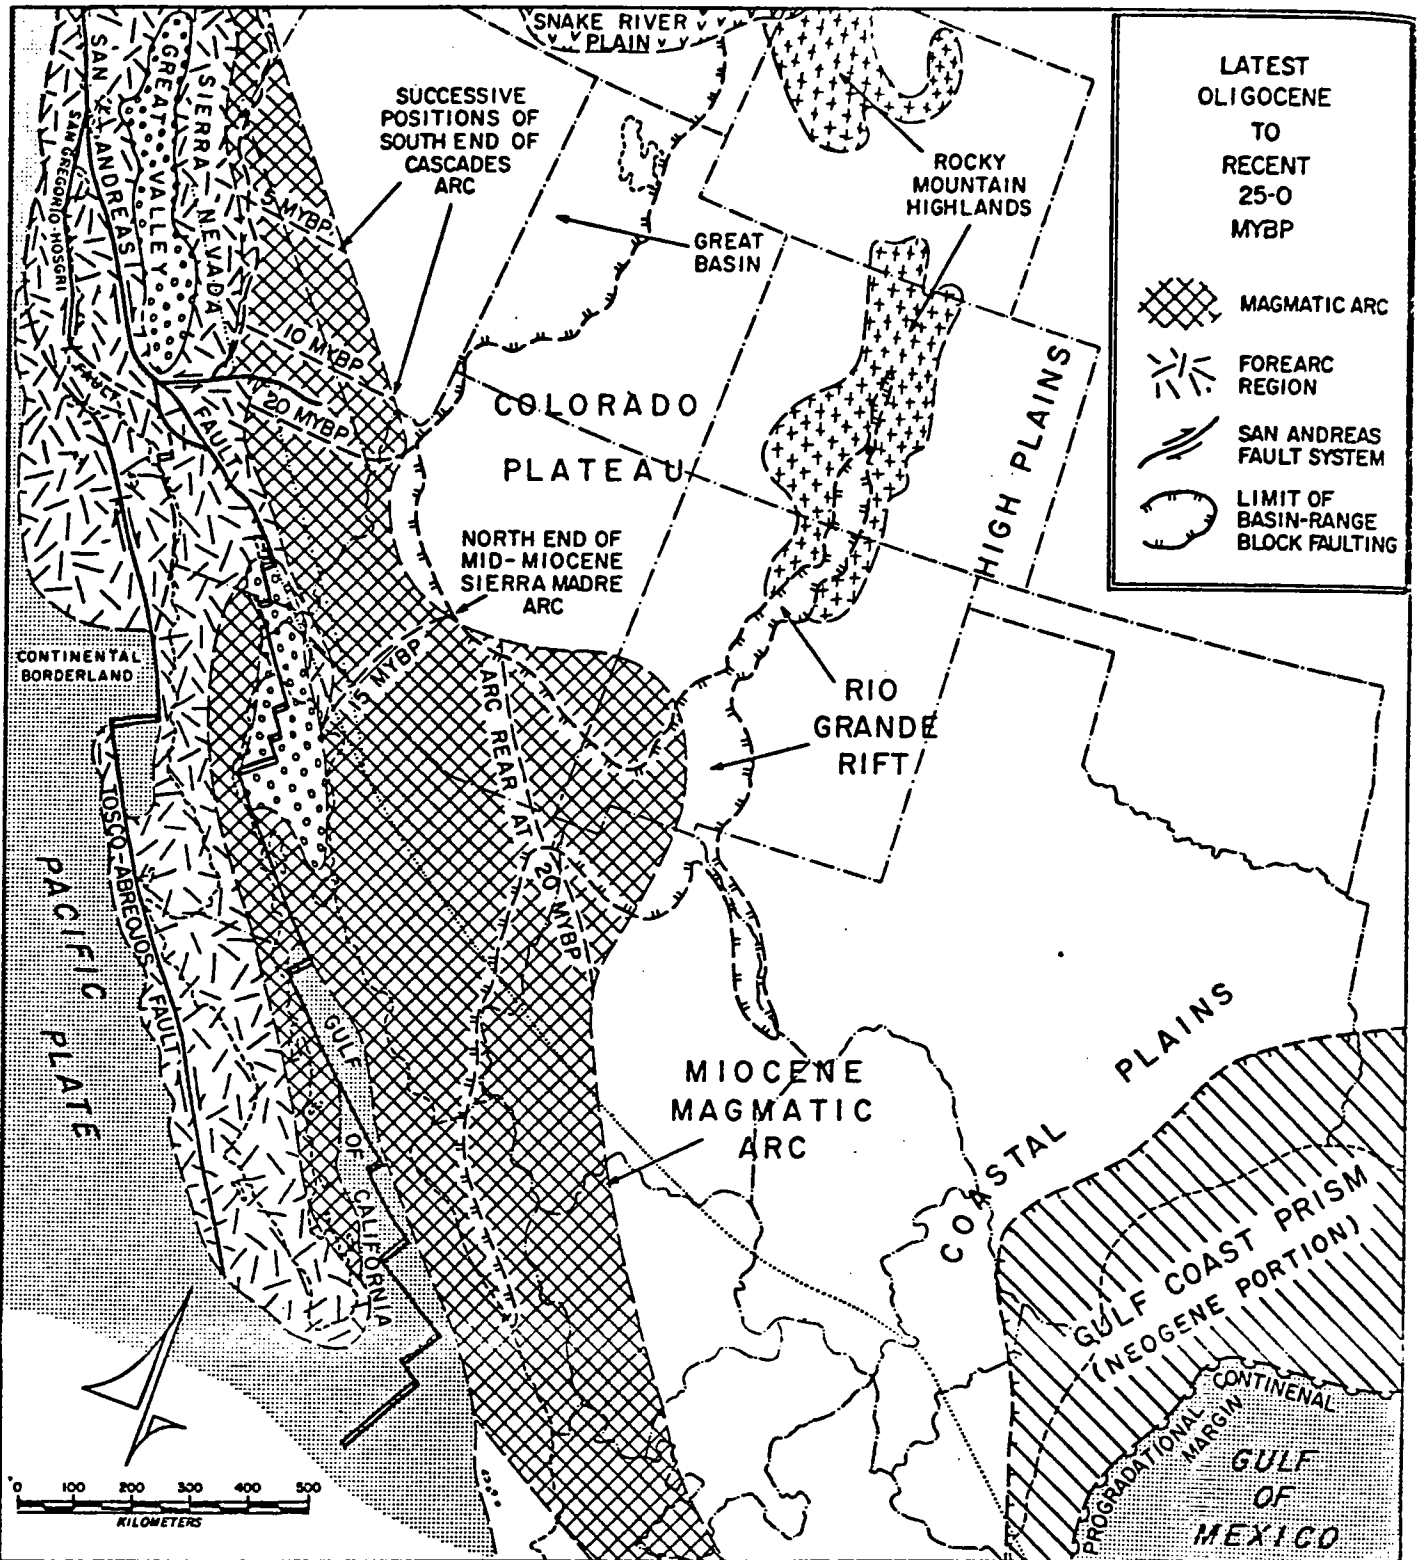 SNAKE RIVER
PLAIN
SAN ANDREAS
FAULT
GREAT VALLEY
SIERRA NEVADA
SAN GREGORIO-HOSGRI
FAULT
SUCCESSIVE
POSITIONS OF
SOUTH END OF
CASCADES
ARC
15 MYBP
10 MYBP
20 MYBP
GREAT
BASIN
ROCKY
MOUNTAIN
HIGHLANDS
COLORADO
PLATEAU
HIGH PLAINS
NORTH END OF
MID-MIOCENE
SIERRA MADRE
ARC
15 MYBP
ARC REAR AT 20 MYBP
RIO
GRANDE
RIFT
CONTINENTAL
BORDERLAND
TOSCO-ABREOJOS FAULT
PACIFIC PLATE
GULF OF CALIFORNIA
MIOCENE
MAGMATIC
ARC
COASTAL PLAINS
GULF COAST PRISM
(NEOGENE PORTION)
PROGRADATIONAL CONTINENAL
MARGIN
GULF
OF
MEXICO
0 100 200 300 400 500
KILOMETERS
LATEST
OLIGOCENE
TO
RECENT
25-0
MYBP
MAGMATIC ARC
FOREARC
REGION
SAN ANDREAS
FAULT SYSTEM
LIMIT OF
BASIN-RANGE
BLOCK FAULTING